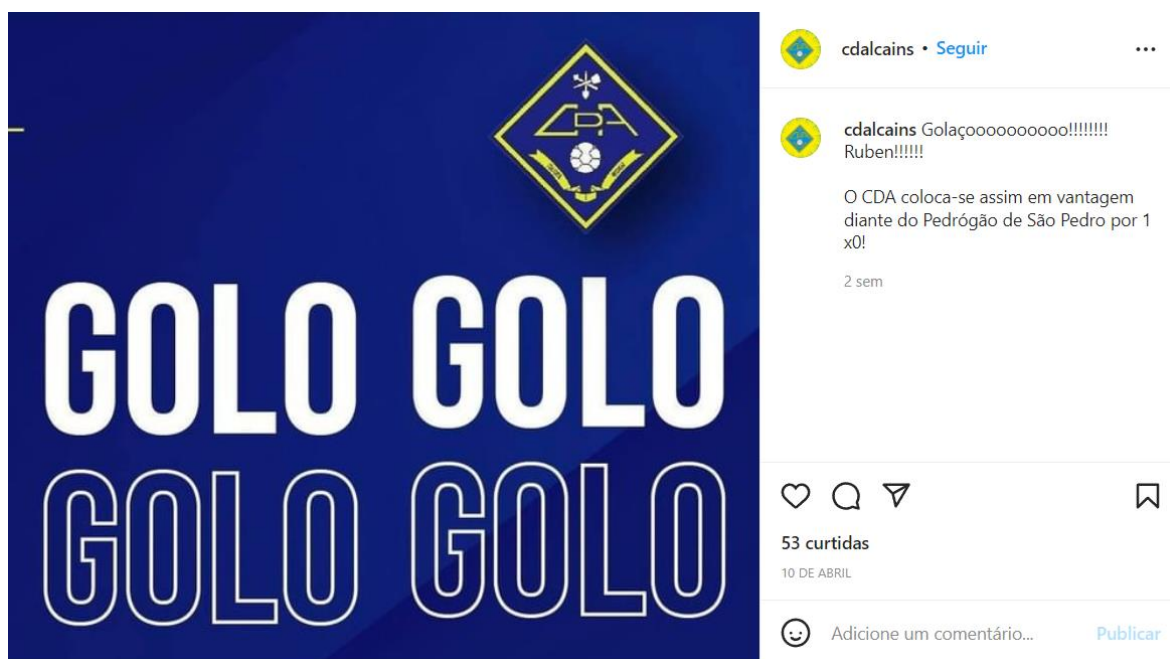 CDA
GOLO GOLO
GOLO GOLO
cdalcains • Seguir
cdalcains Golaçooooooooooo!!!!!!!!
Ruben!!!!!!
O CDA coloca-se assim em vantagem
diante do Pedrógão de São Pedro por 1
x0!
2 sem
53 curtidas
10 DE ABRIL
Adicione um comentário... Publicar